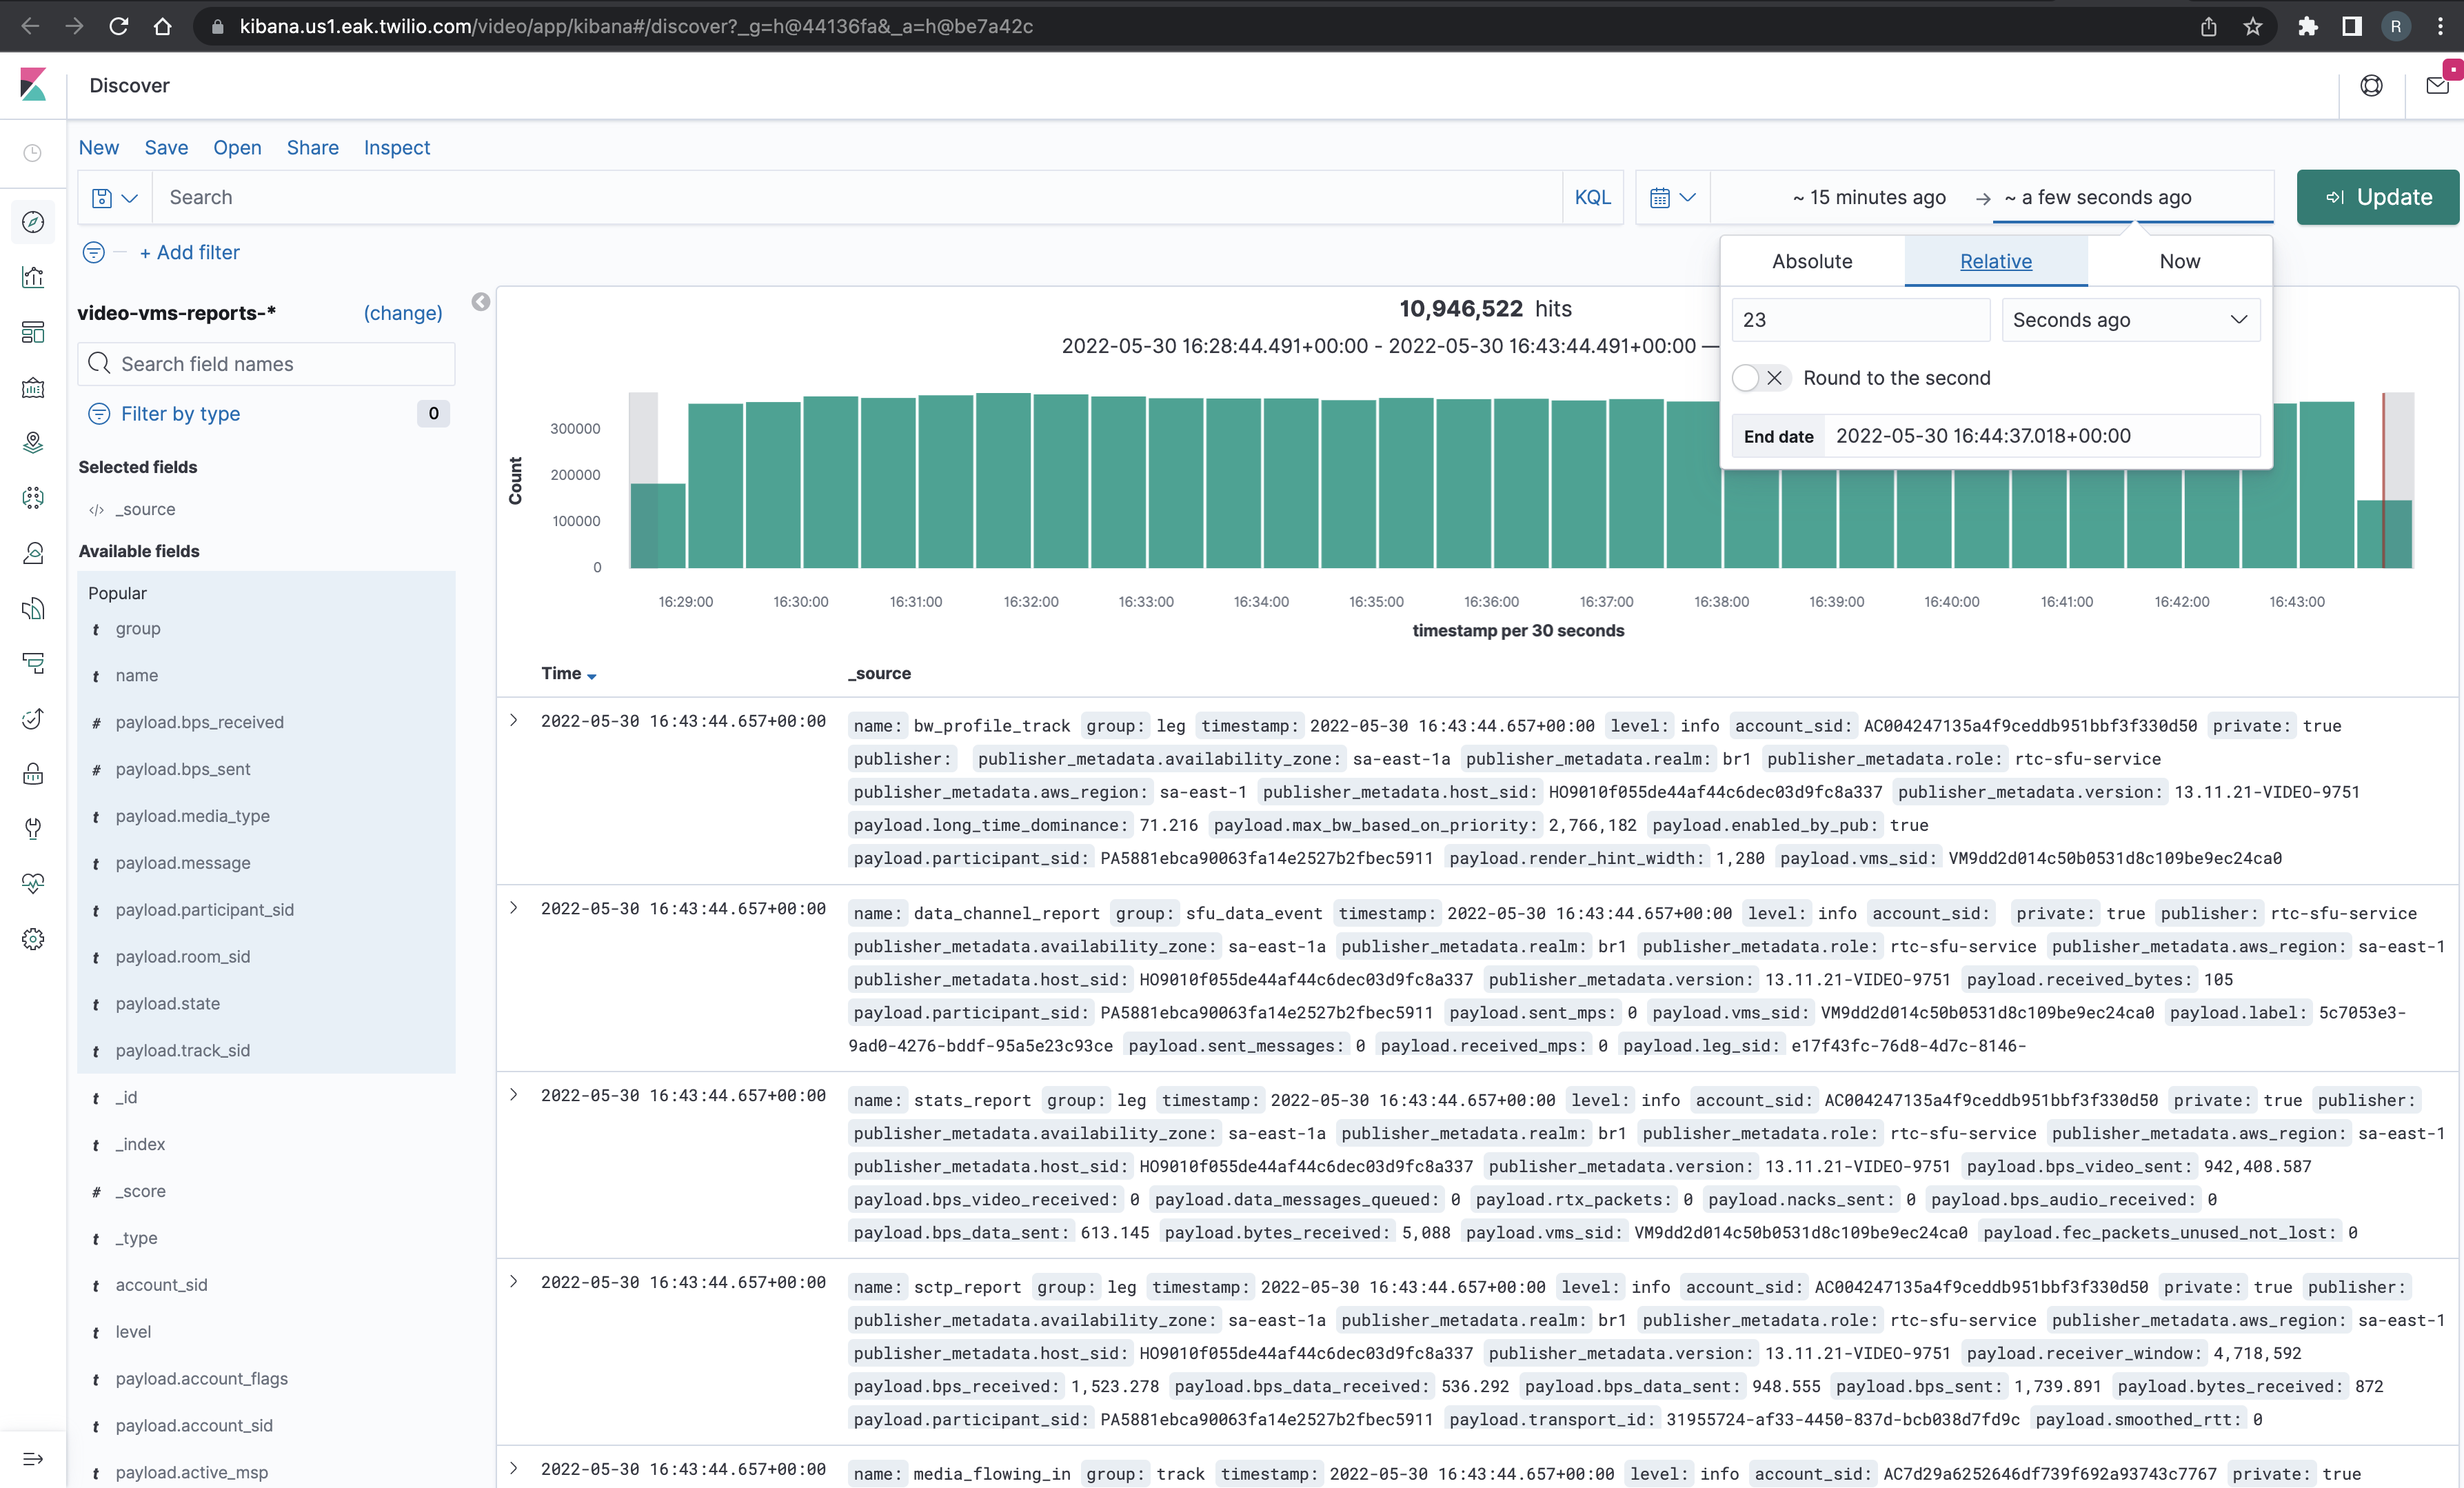 kibana.us1.eak.twilio.com/video/app/kibana#/discover?_g=h@44136fa&_a=h@be7a42c
R
Discover
New Save Open Share Inspect
Search
KQL
~ 15 minutes ago → ~ a few seconds ago
Update
+ Add filter
Absolute Relative Now
23
Seconds ago
Round to the second
End date 2022-05-30 16:44:37.018+00:00
video-vms-reports-* (change)
Search field names
Filter by type 0
Selected fields
</> _source
Available fields
Popular
t group
t name
# payload.bps_received
# payload.bps_sent
t payload.media_type
t payload.message
t payload.participant_sid
t payload.room_sid
t payload.state
t payload.track_sid
t _id
t _index
# _score
t _type
t account_sid
t level
t payload.account_flags
t payload.account_sid
t payload.active_msp
10,946,522 hits
2022-05-30 16:28:44.491+00:00 - 2022-05-30 16:43:44.491+00:00 —
Count
300000
200000
100000
0
16:29:00 16:30:00 16:31:00 16:32:00 16:33:00 16:34:00 16:35:00 16:36:00 16:37:00 16:38:00 16:39:00 16:40:00 16:41:00 16:42:00 16:43:00
timestamp per 30 seconds
Time _source
2022-05-30 16:43:44.657+00:00 name: bw_profile_track group: leg timestamp: 2022-05-30 16:43:44.657+00:00 level: info account_sid: AC004247135a4f9ceddb951bbf3f330d50 private: true
publisher: publisher_metadata.availability_zone: sa-east-1a publisher_metadata.realm: br1 publisher_metadata.role: rtc-sfu-service
publisher_metadata.aws_region: sa-east-1 publisher_metadata.host_sid: HO9010f055de44af44c6dec03d9fc8a337 publisher_metadata.version: 13.11.21-VIDEO-9751
payload.long_time_dominance: 71.216 payload.max_bw_based_on_priority: 2,766,182 payload.enabled_by_pub: true
payload.participant_sid: PA5881ebca90063fa14e2527b2fbec5911 payload.render_hint_width: 1,280 payload.vms_sid: VM9dd2d014c50b0531d8c109be9ec24ca0
2022-05-30 16:43:44.657+00:00 name: data_channel_report group: sfu_data_event timestamp: 2022-05-30 16:43:44.657+00:00 level: info account_sid: private: true publisher: rtc-sfu-service
publisher_metadata.availability_zone: sa-east-1a publisher_metadata.realm: br1 publisher_metadata.role: rtc-sfu-service publisher_metadata.aws_region: sa-east-1
publisher_metadata.host_sid: HO9010f055de44af44c6dec03d9fc8a337 publisher_metadata.version: 13.11.21-VIDEO-9751 payload.received_bytes: 105
payload.participant_sid: PA5881ebca90063fa14e2527b2fbec5911 payload.sent_mps: 0 payload.vms_sid: VM9dd2d014c50b0531d8c109be9ec24ca0 payload.label: 5c7053e3-
9ad0-4276-bddf-95a5e23c93ce payload.sent_messages: 0 payload.received_mps: 0 payload.leg_sid: e17f43fc-76d8-4d7c-8146-
2022-05-30 16:43:44.657+00:00 name: stats_report group: leg timestamp: 2022-05-30 16:43:44.657+00:00 level: info account_sid: AC004247135a4f9ceddb951bbf3f330d50 private: true publisher:
publisher_metadata.availability_zone: sa-east-1a publisher_metadata.realm: br1 publisher_metadata.role: rtc-sfu-service publisher_metadata.aws_region: sa-east-1
publisher_metadata.host_sid: HO9010f055de44af44c6dec03d9fc8a337 publisher_metadata.version: 13.11.21-VIDEO-9751 payload.bps_video_sent: 942,408.587
payload.bps_video_received: 0 payload.data_messages_queued: 0 payload.rtx_packets: 0 payload.nacks_sent: 0 payload.bps_audio_received: 0
payload.bps_data_sent: 613.145 payload.bytes_received: 5,088 payload.vms_sid: VM9dd2d014c50b0531d8c109be9ec24ca0 payload.fec_packets_unused_not_lost: 0
2022-05-30 16:43:44.657+00:00 name: sctp_report group: leg timestamp: 2022-05-30 16:43:44.657+00:00 level: info account_sid: AC004247135a4f9ceddb951bbf3f330d50 private: true publisher:
publisher_metadata.availability_zone: sa-east-1a publisher_metadata.realm: br1 publisher_metadata.role: rtc-sfu-service publisher_metadata.aws_region: sa-east-1
publisher_metadata.host_sid: HO9010f055de44af44c6dec03d9fc8a337 publisher_metadata.version: 13.11.21-VIDEO-9751 payload.receiver_window: 4,718,592
payload.bps_received: 1,523.278 payload.bps_data_received: 536.292 payload.bps_data_sent: 948.555 payload.bps_sent: 1,739.891 payload.bytes_received: 872
payload.participant_sid: PA5881ebca90063fa14e2527b2fbec5911 payload.transport_id: 31955724-af33-4450-837d-bcb038d7fd9c payload.smoothed_rtt: 0
2022-05-30 16:43:44.657+00:00 name: media_flowing_in group: track timestamp: 2022-05-30 16:43:44.657+00:00 level: info account_sid: AC7d29a6252646df739f692a93743c7767 private: true